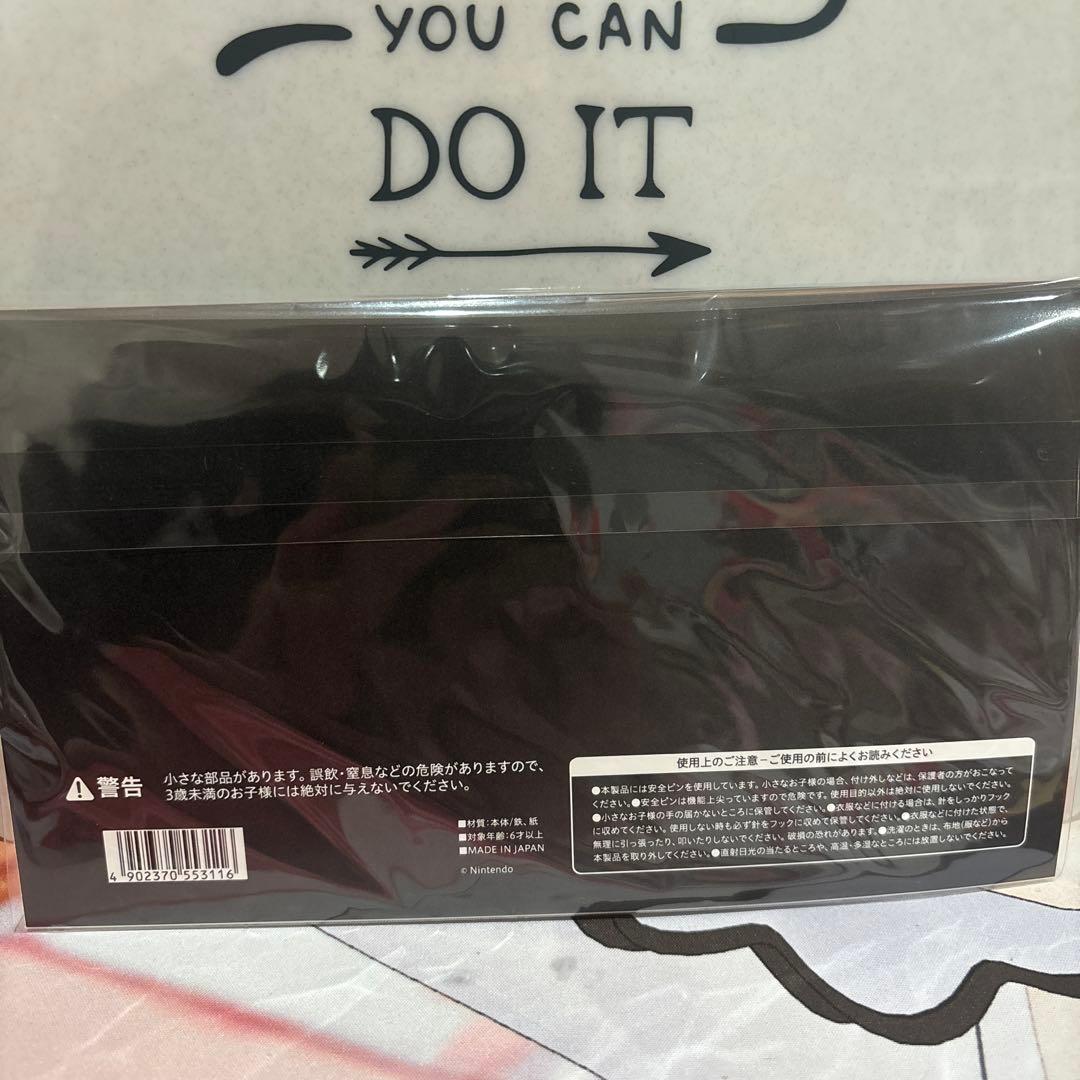 YOU CAN
DO IT
警告
小さな部品があります。誤飲・窒息などの危険がありますので、
3歳未満のお子様には絶対に与えないでください。
■材質：本体/鉄、紙
■対象年齢：6才以上
■MADE IN JAPAN
© Nintendo
4 902370 553116
使用上のご注意－ご使用の前によくお読みください
●本製品には安全ピンを使用しています。小さなお子様の場合、付け外しなどは、保護者の方がおこなって
ください。●安全ピンは機能上尖っていますので危険です。使用目的以外は絶対に使用しないでください。
●小さなお子様の手の届かないところに保管してください。●衣服などに付ける場合は、針をしっかりフック
に収めてください。使用しない時も必ず針をフックに収めて保管してください。●衣服などに付けた状態で、
無理に引っ張ったり、叩いたりしないでください。破損の恐れがあります。●洗濯のときは、布地(服など)から
本製品を取り外してください。●直射日光の当たるところや、高温・多湿なところには放置しないでください。